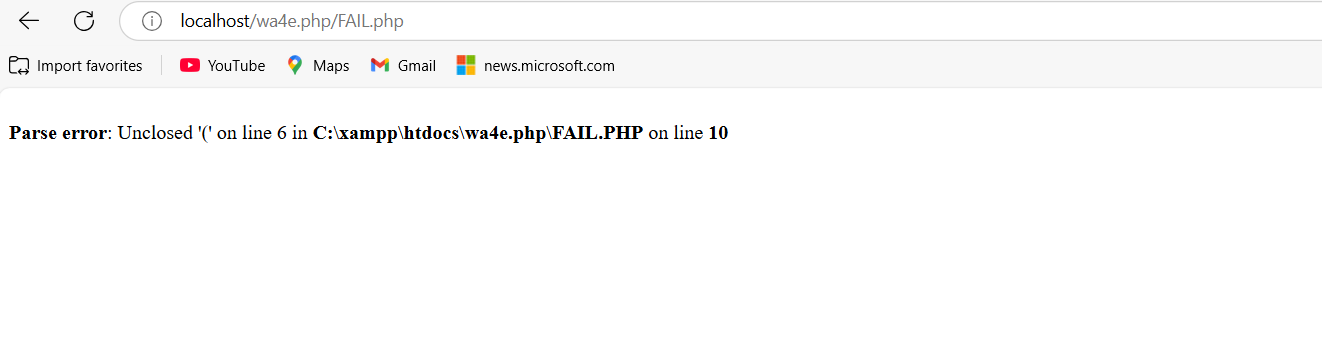 localhost/wa4e.php/FAIL.php
Import favorites YouTube Maps Gmail news.microsoft.com
Parse error: Unclosed '(' on line 6 in C:\xampp\htdocs\wa4e.php\FAIL.PHP on line 10